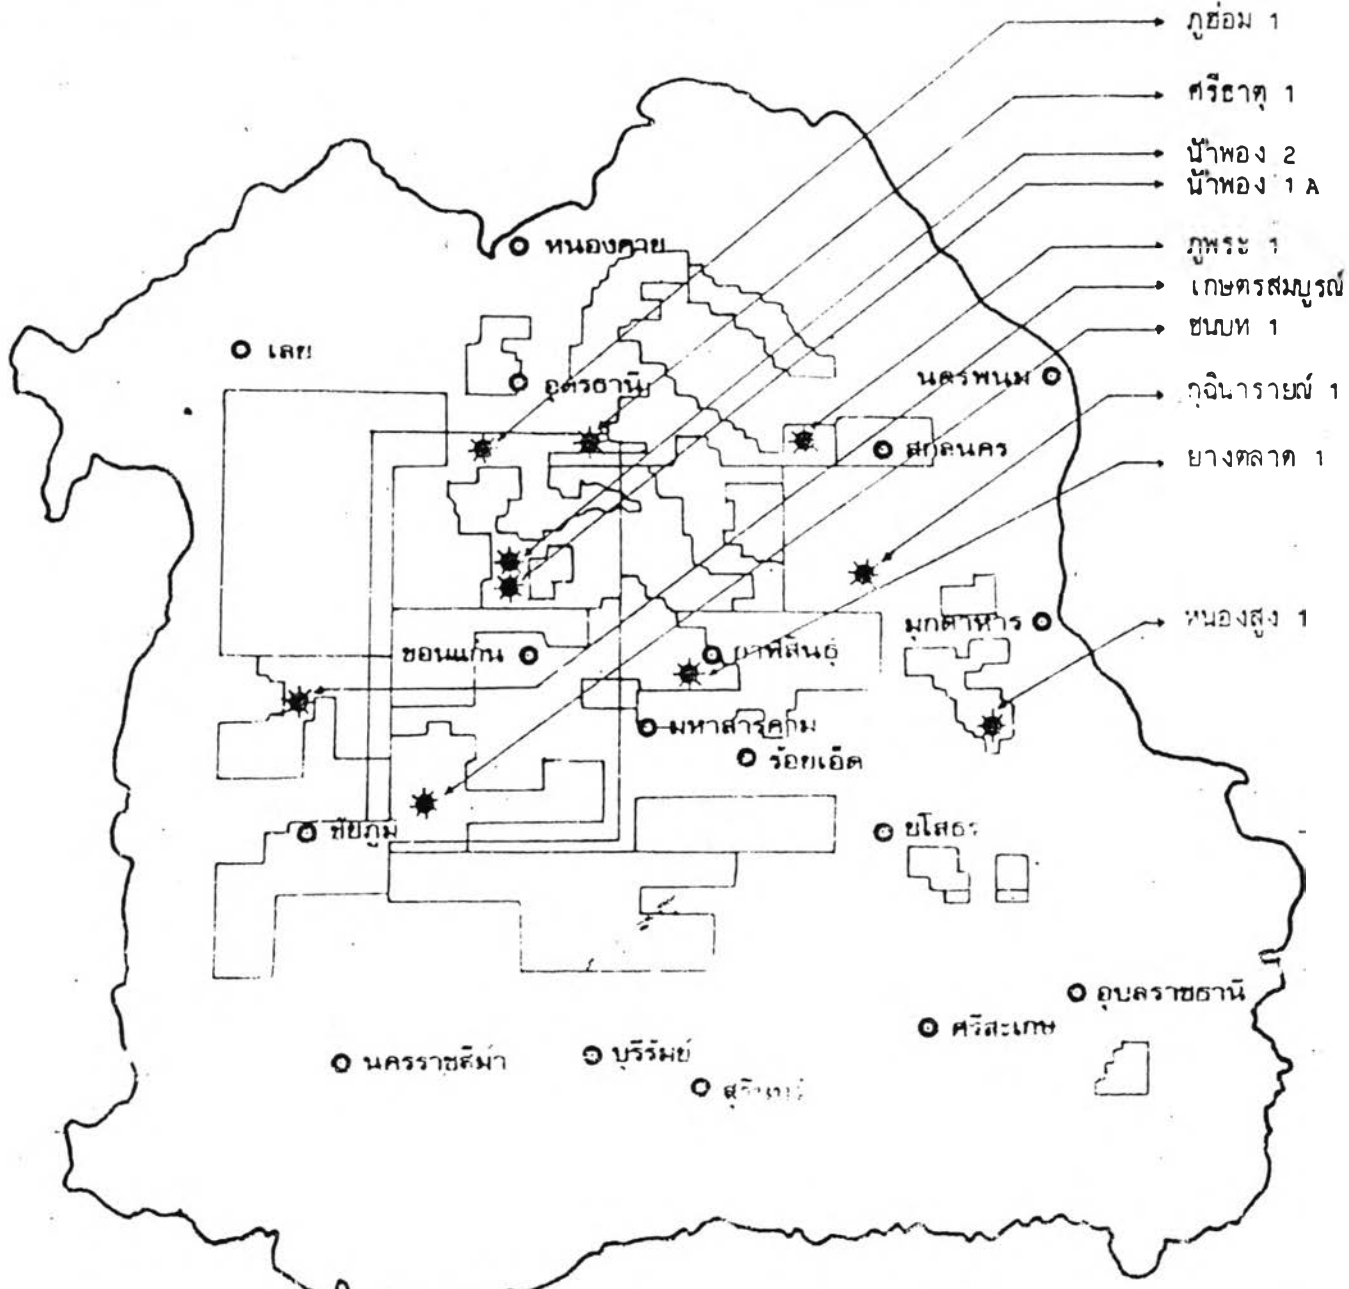 ภูฮ่อม 1
ศรีธาตุ 1
น้ำพอง 2
น้ำพอง 1 A
ภูพระ 1
เกษตรสมบูรณ์
ชนบท 1
กุฉินารายณ์ 1
ยางตลาด 1
หนองสูง 1
หนองคาย
เลย
อุดรธานี
นครพนม
สกลนคร
มุกดาหาร
ขอนแก่น
กาฬสินธุ์
มหาสารคาม
ร้อยเอ็ด
ชัยภูมิ
ยโสธร
อุบลราชธานี
ศรีสะเกษ
นครราชสีมา
บุรีรัมย์
สุรินทร์